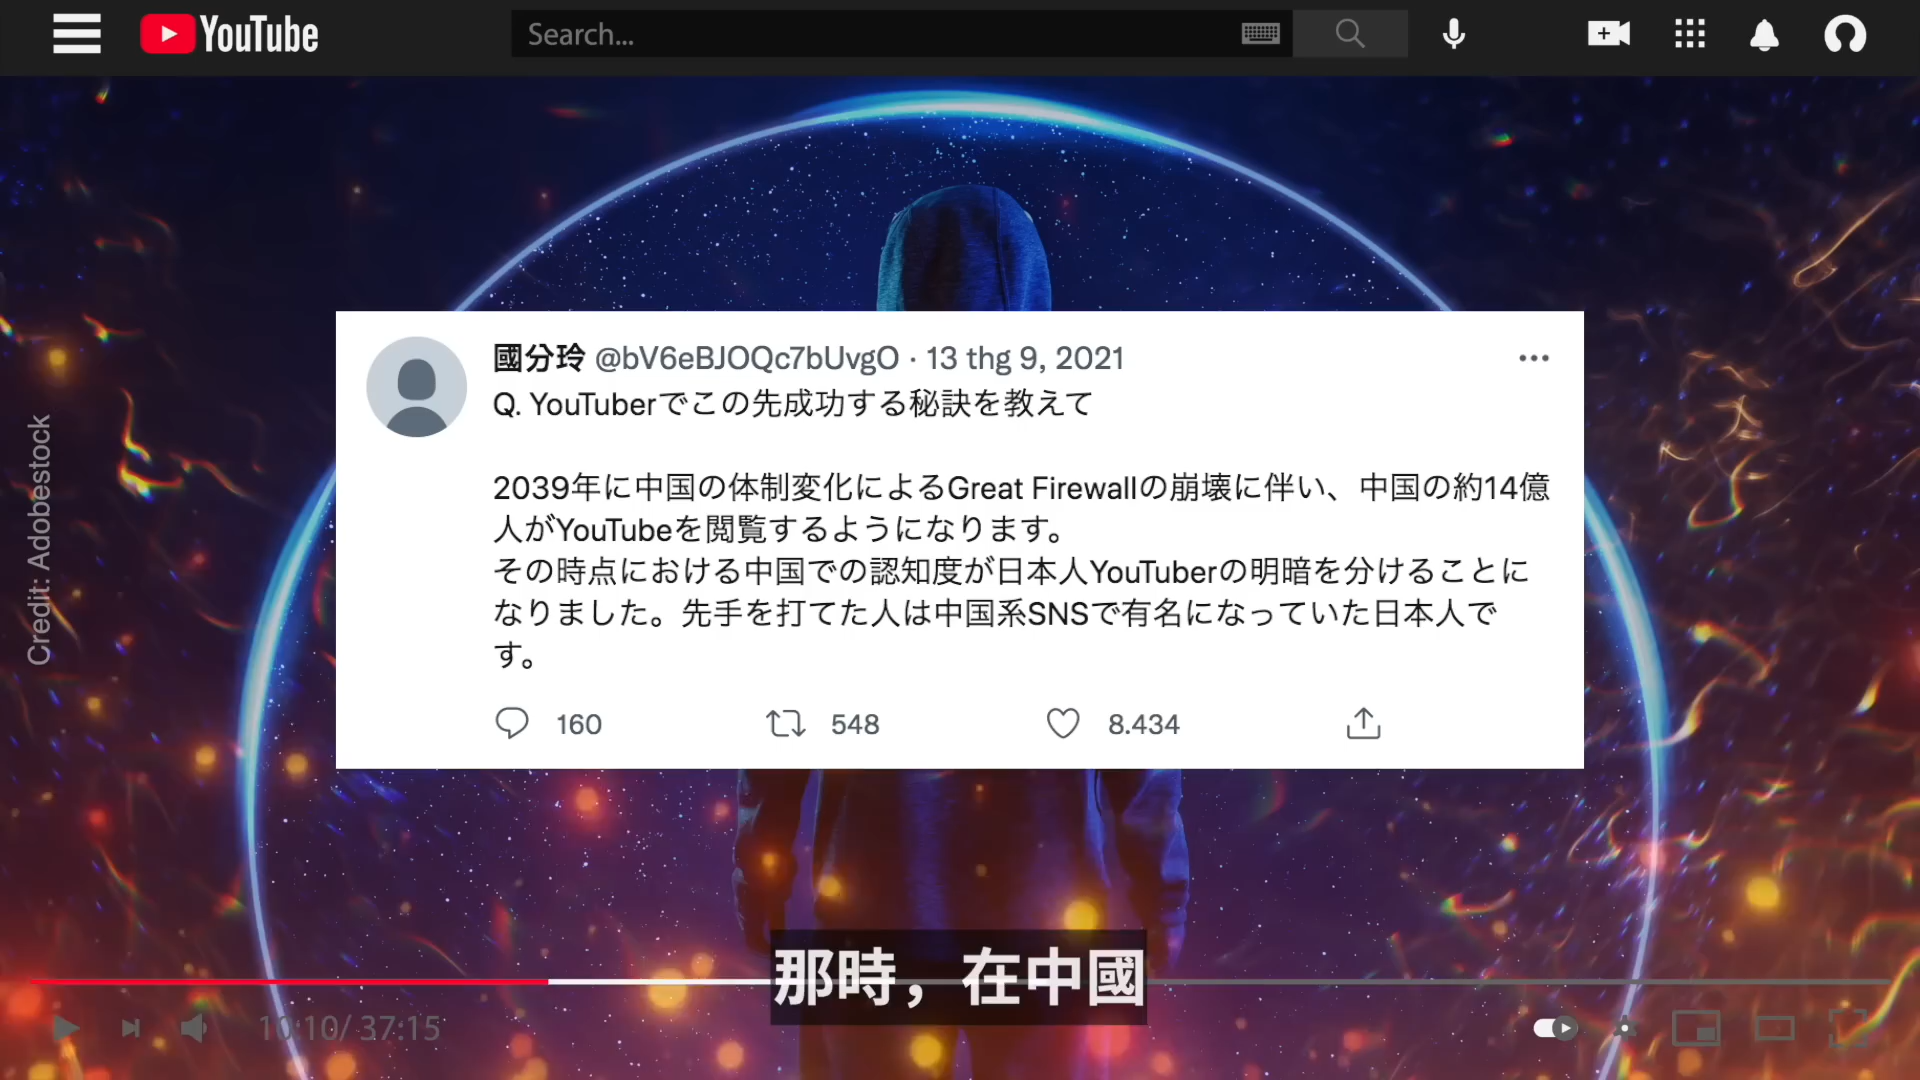 YouTube
Search...
Credit: Adobestock
國分玲 @bV6eBJOQc7bUvgO · 13 thg 9, 2021
Q. YouTuberでこの先成功する秘訣を教えて
2039年に中国の体制変化によるGreat Firewallの崩壊に伴い、中国の約14億
人がYouTubeを閲覧するようになります。
その時点における中国での認知度が日本人YouTuberの明暗を分けることに
なりました。先手を打てた人は中国系SNSで有名になっていた日本人で
す。
160 548 8.434
那時，在中國
10:10/ 37:15